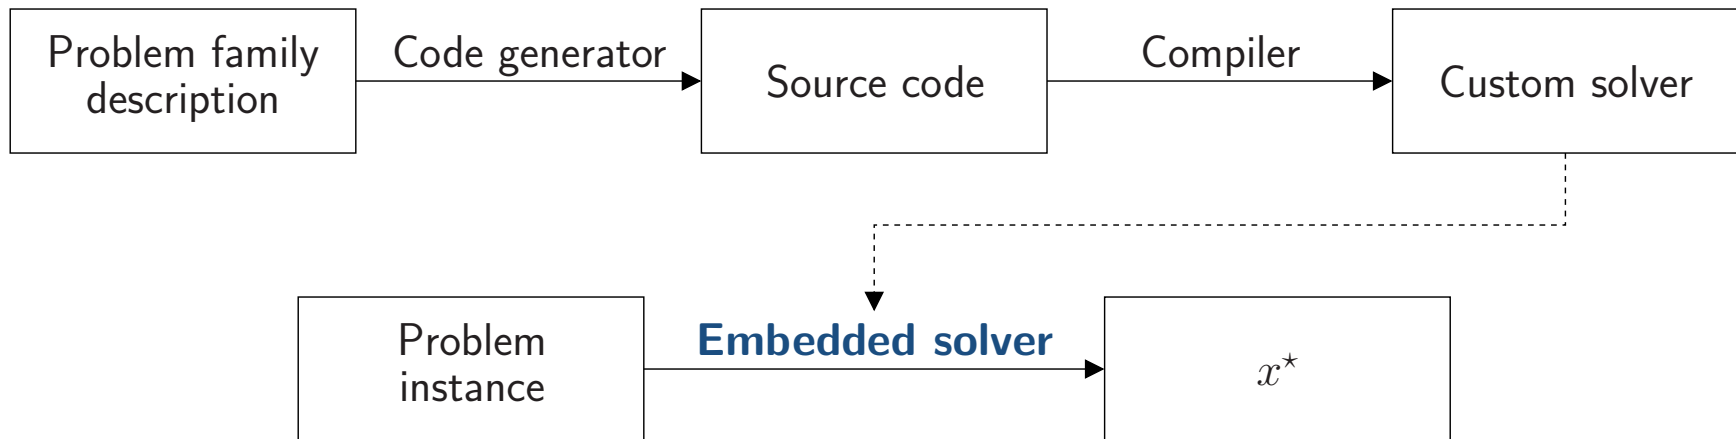 Problem family
description
Code generator
Source code
Compiler
Custom solver
Problem
instance
Embedded solver
x⋆